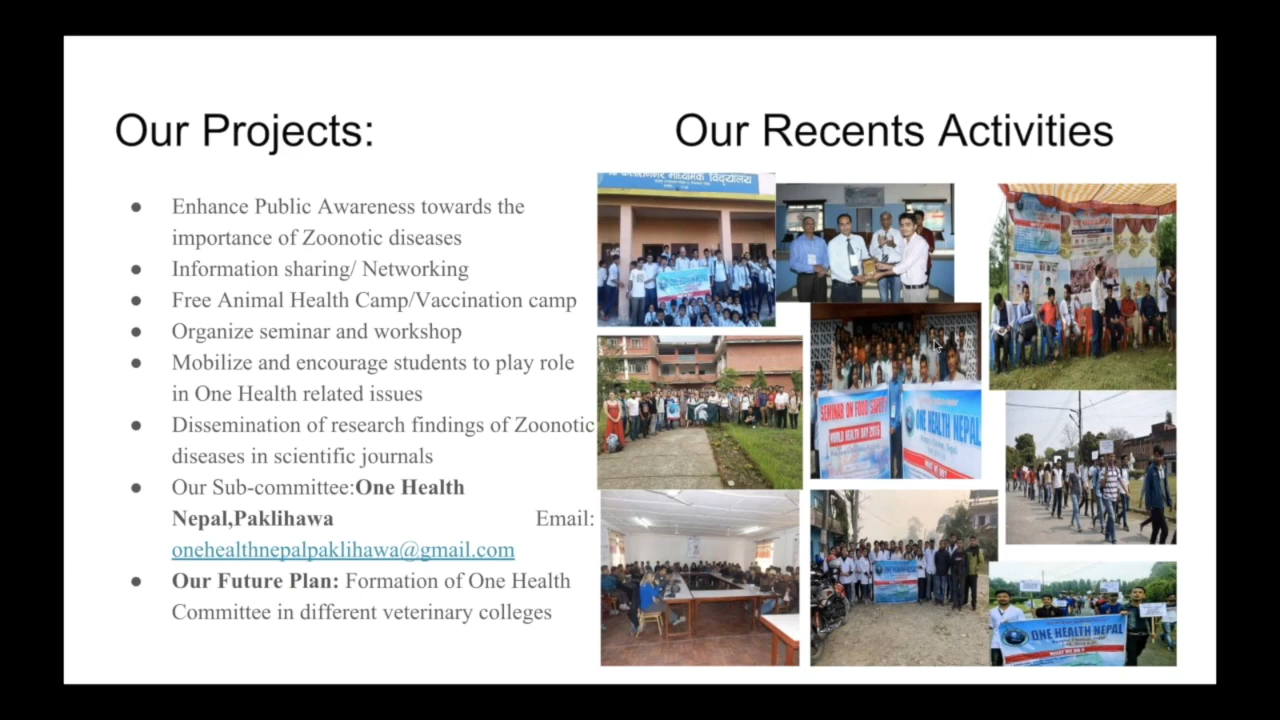 Our Projects:
Our Recents Activities
● Enhance Public Awareness towards the
importance of Zoonotic diseases
● Information sharing/ Networking
● Free Animal Health Camp/Vaccination camp
● Organize seminar and workshop
● Mobilize and encourage students to play role
in One Health related issues
● Dissemination of research findings of Zoonotic
diseases in scientific journals
● Our Sub-committee:One Health
Nepal,Paklihawa Email:
onehealthnepalpaklihawa@gmail.com
● Our Future Plan: Formation of One Health
Committee in different veterinary colleges
माध्यमिक विद्यालय
SEMINAR ON FOOD SAFETY
WORLD HEALTH DAY 2015
ONE HEALTH NEPAL
ONE HEALTH NEPAL